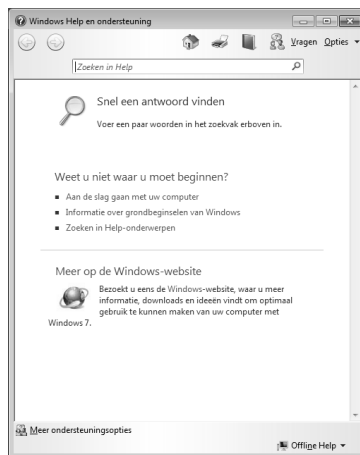 Windows Help en ondersteuning
Vragen Opties
Zoeken in Help
Snel een antwoord vinden
Voer een paar woorden in het zoekvak erboven in.
Weet u niet waar u moet beginnen?
Aan de slag gaan met uw computer
Informatie over grondbeginselen van Windows
Zoeken in Help-onderwerpen
Meer op de Windows-website
Bezoekt u eens de Windows-website, waar u meer
informatie, downloads en ideeën vindt om optimaal
gebruik te kunnen maken van uw computer met
Windows 7.
Meer ondersteuningsopties
Offline Help